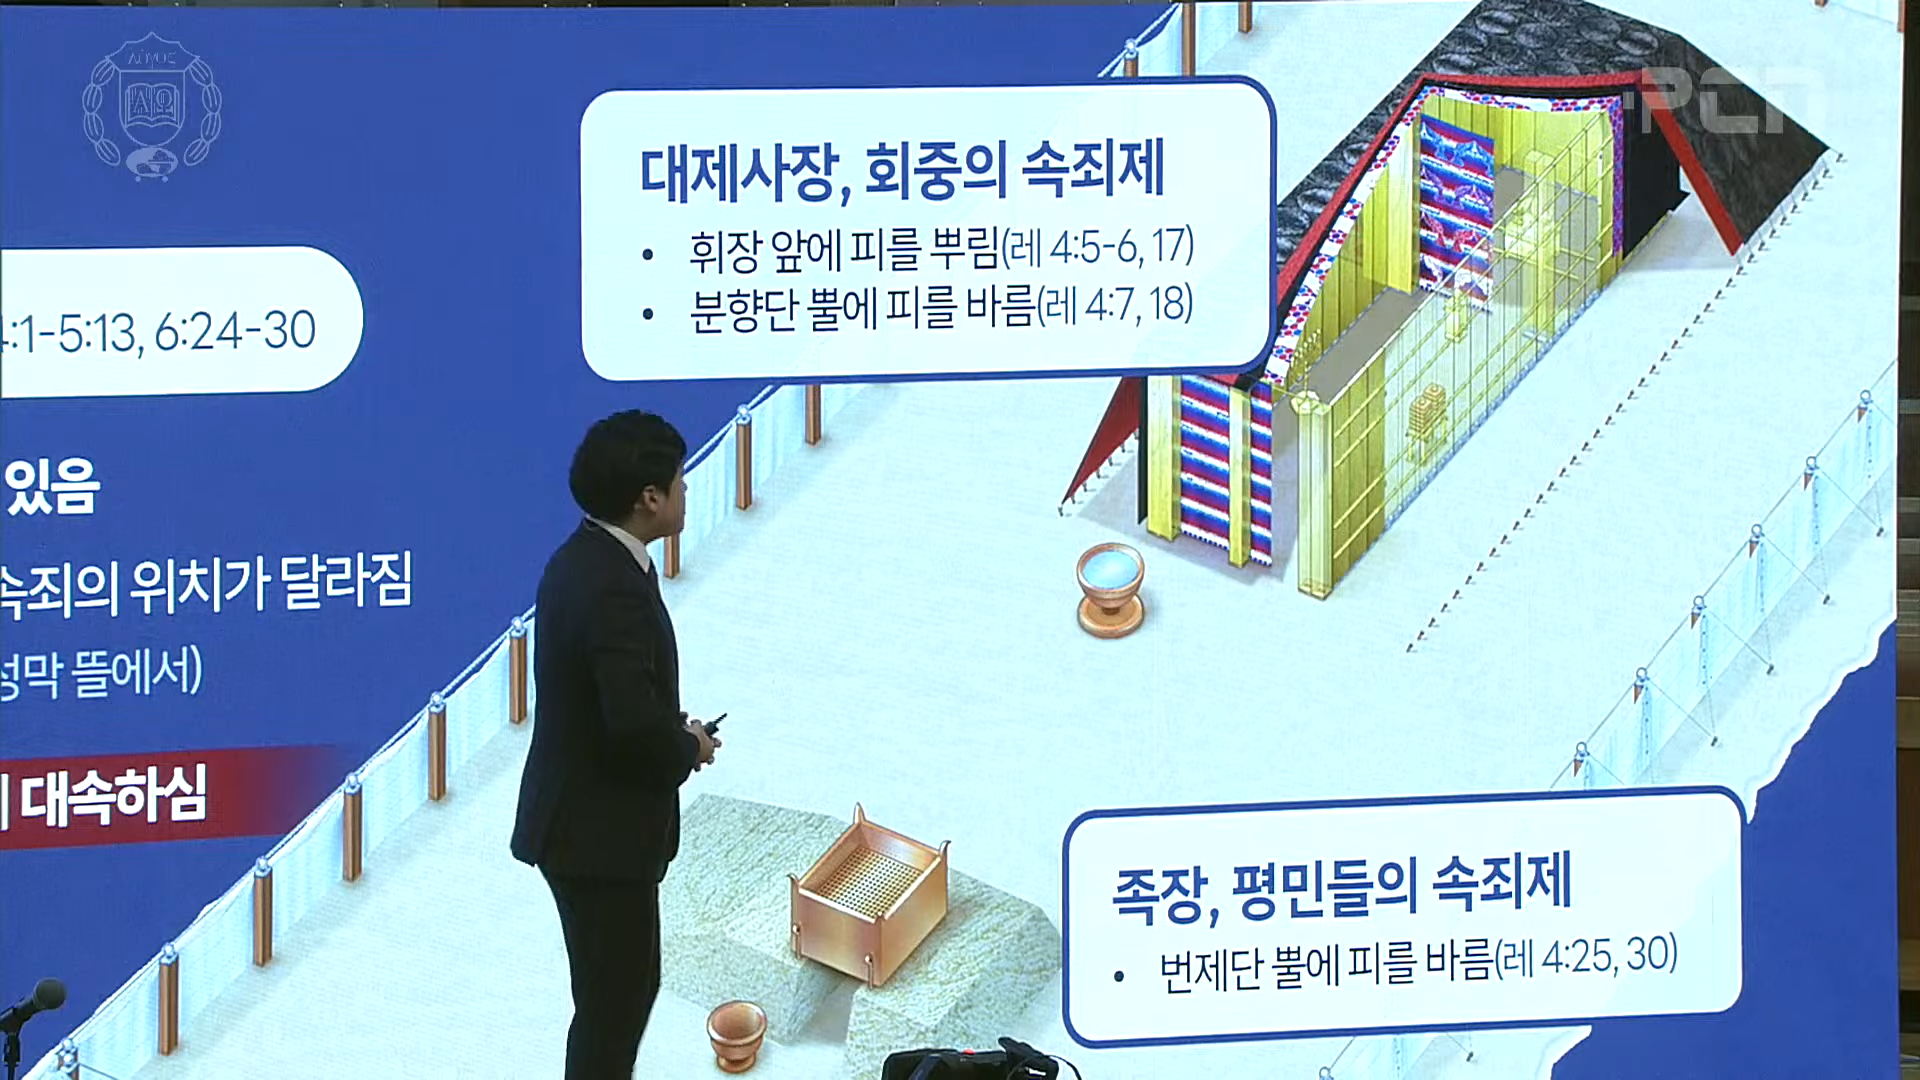 ΑΩ
PCM
대제사장, 회중의 속죄제
• 휘장 앞에 피를 뿌림(레 4:5-6, 17)
• 분향단 뿔에 피를 바름(레 4:7, 18)
4:1-5:13, 6:24-30
있음
속죄의 위치가 달라짐
성막 뜰에서)
대속하심
족장, 평민들의 속죄제
• 번제단 뿔에 피를 바름(레 4:25, 30)